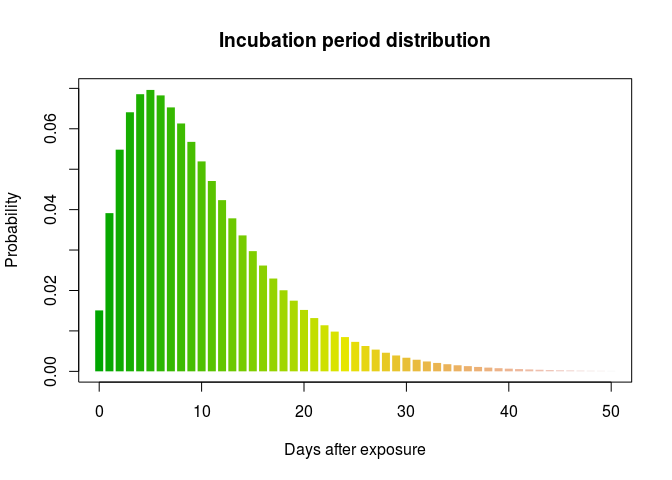 Incubation period distribution
Probability
0.06
0.04
0.02
0.00
0 10 20 30 40 50
Days after exposure